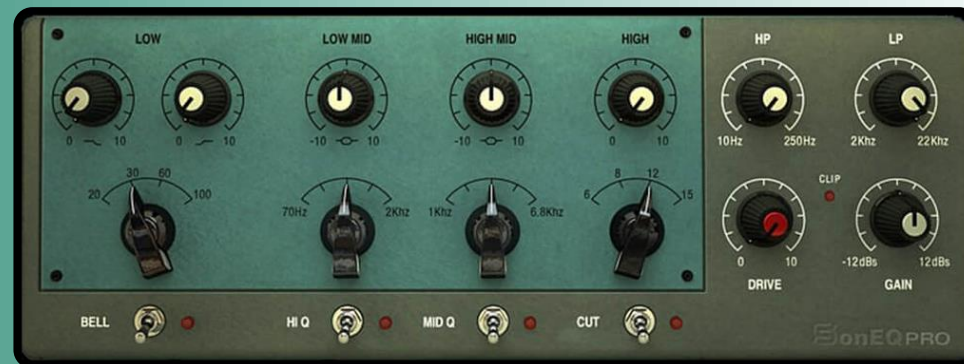 LOW
LOW MID
HIGH MID
HIGH
HP
LP
0 10
0 10
-10 10
-10 10
0 10
10Hz 250Hz
2Khz 22Khz
20 30 60 100
70Hz 2Khz
1Khz 6.8Khz
6 8 12 15
CLIP
0 10
-12dBs 12dBs
DRIVE
GAIN
BELL
HI Q
MID Q
CUT
SonEQPRO